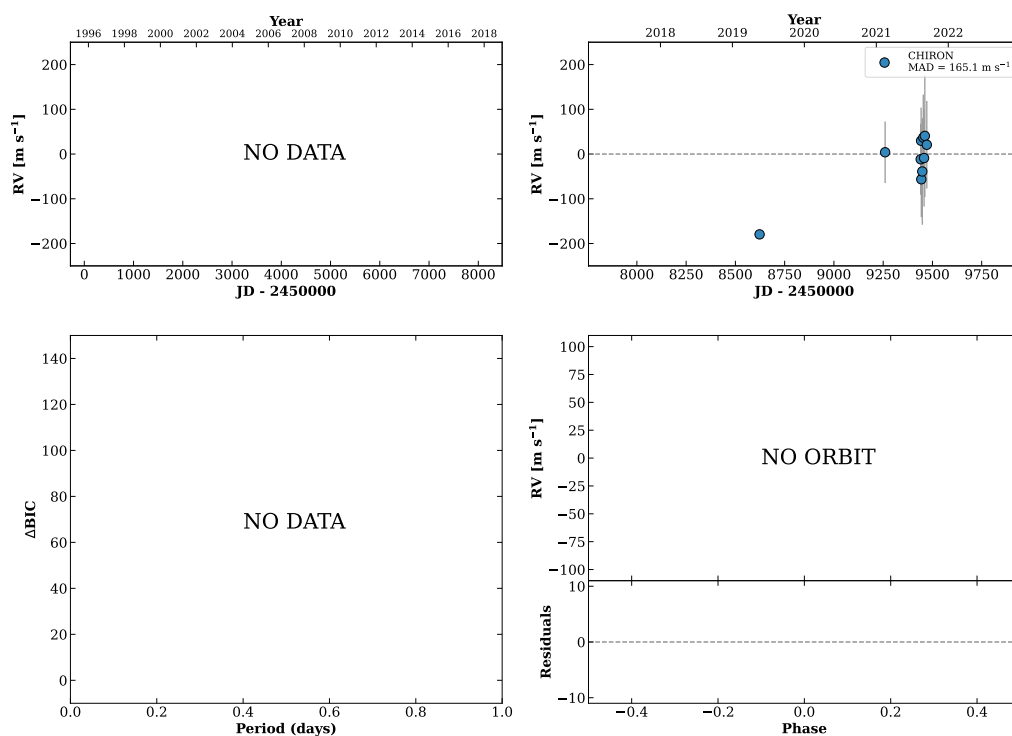 Year
1996 1998 2000 2002 2004 2006 2008 2010 2012 2014 2016 2018
200
100
0
−100
−200
RV [m s⁻¹]
NO DATA
0 1000 2000 3000 4000 5000 6000 7000 8000
JD - 2450000
Year
2018 2019 2020 2021 2022
CHIRON
MAD = 165.1 m s⁻¹
200
100
0
−100
−200
RV [m s⁻¹]
8000 8250 8500 8750 9000 9250 9500 9750
JD - 2450000
140
120
100
80
60
40
20
0
ΔBIC
NO DATA
0.0 0.2 0.4 0.6 0.8 1.0
Period (days)
100
75
50
25
0
−25
−50
−75
−100
RV [m s⁻¹]
NO ORBIT
10
0
−10
Residuals
−0.4 −0.2 0.0 0.2 0.4
Phase